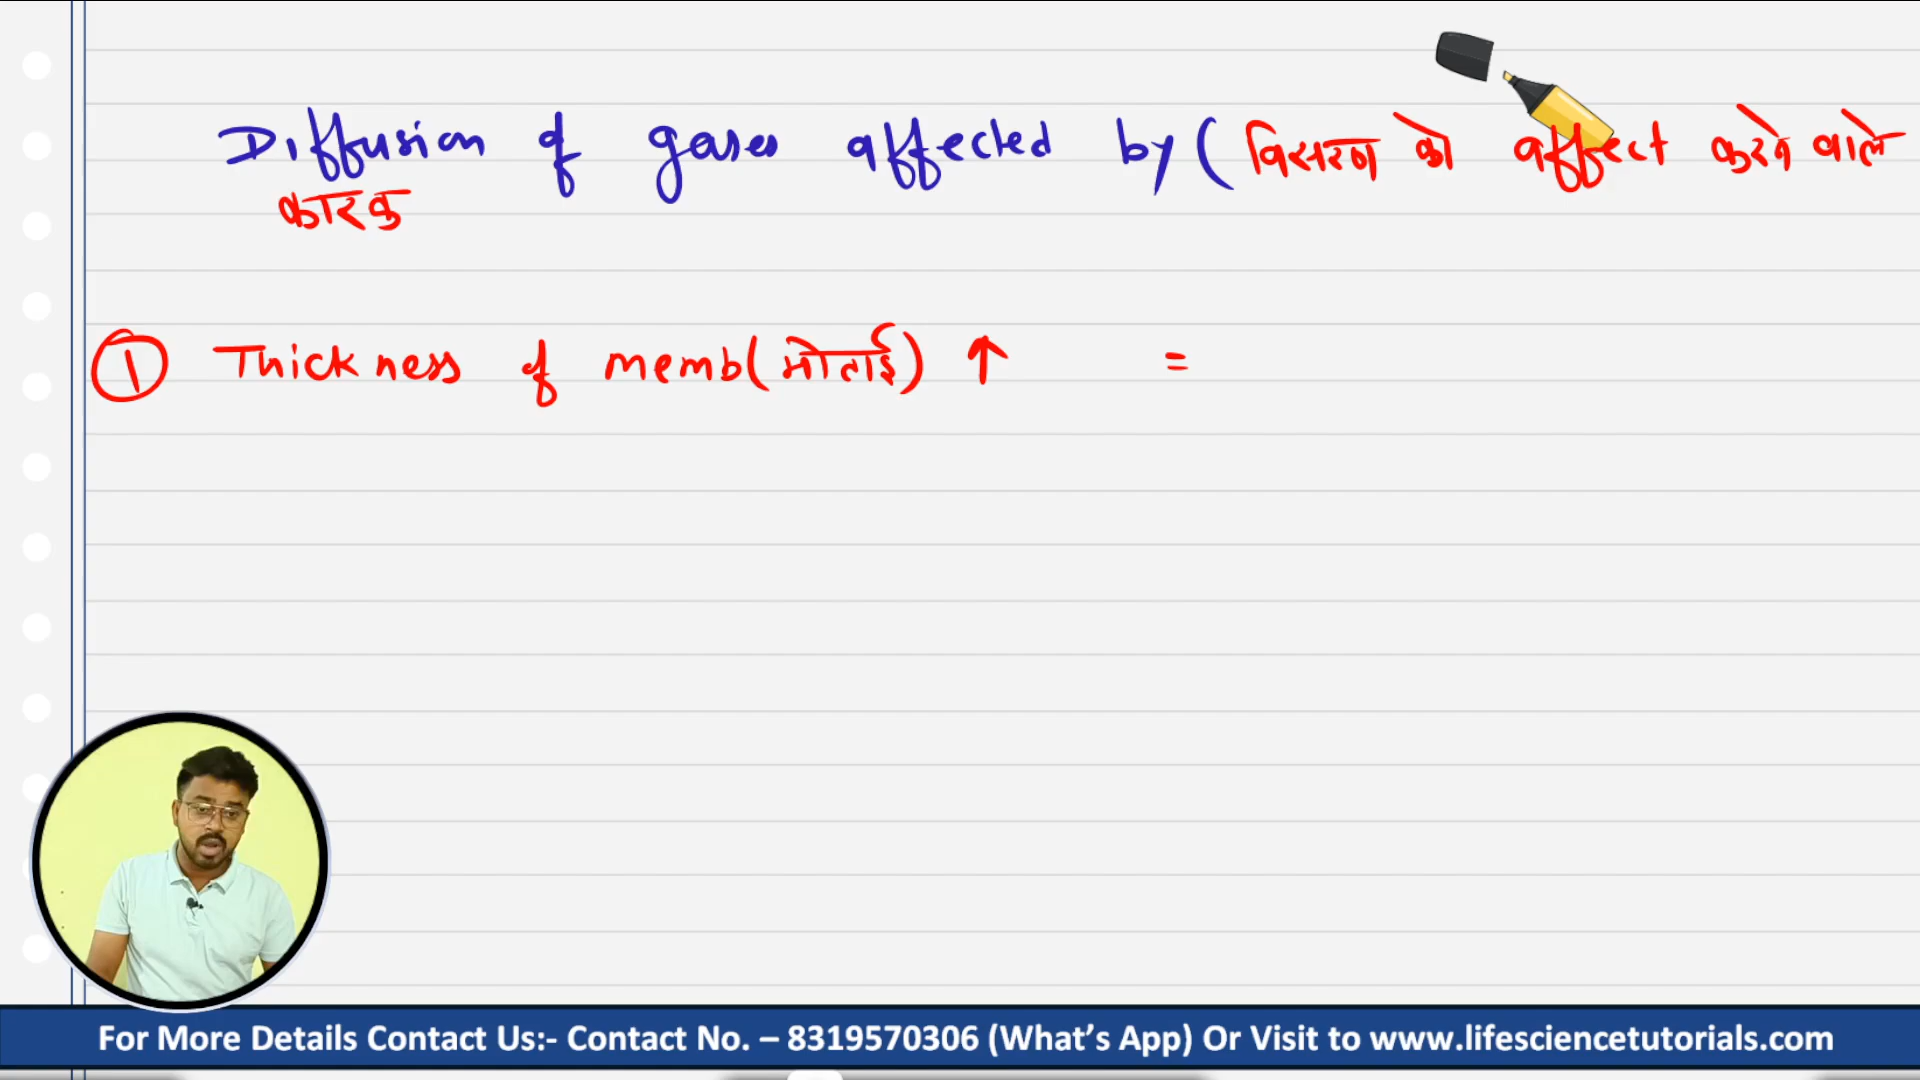 Diffusion of gases affected by ( विसरण को affect करने वाले
कारक
① Thickness of memb(मोटाई) ↑ =
For More Details Contact Us:- Contact No. – 8319570306 (What's App) Or Visit to www.lifesciencetutorials.com